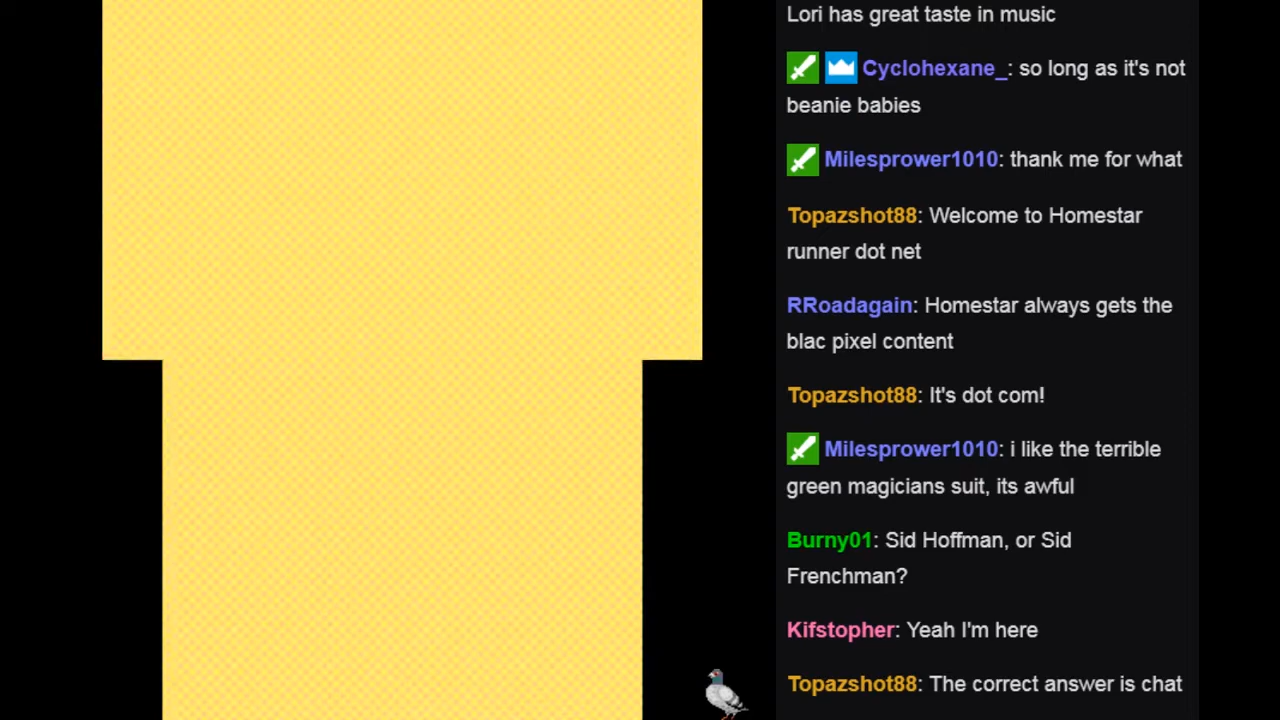 Lori has great taste in music
Cyclohexane_: so long as it's not
beanie babies
Milesprower1010: thank me for what
Topazshot88: Welcome to Homestar
runner dot net
RRoadagain: Homestar always gets the
blac pixel content
Topazshot88: It's dot com!
Milesprower1010: i like the terrible
green magicians suit, its awful
Burny01: Sid Hoffman, or Sid
Frenchman?
Kifstopher: Yeah I'm here
Topazshot88: The correct answer is chat